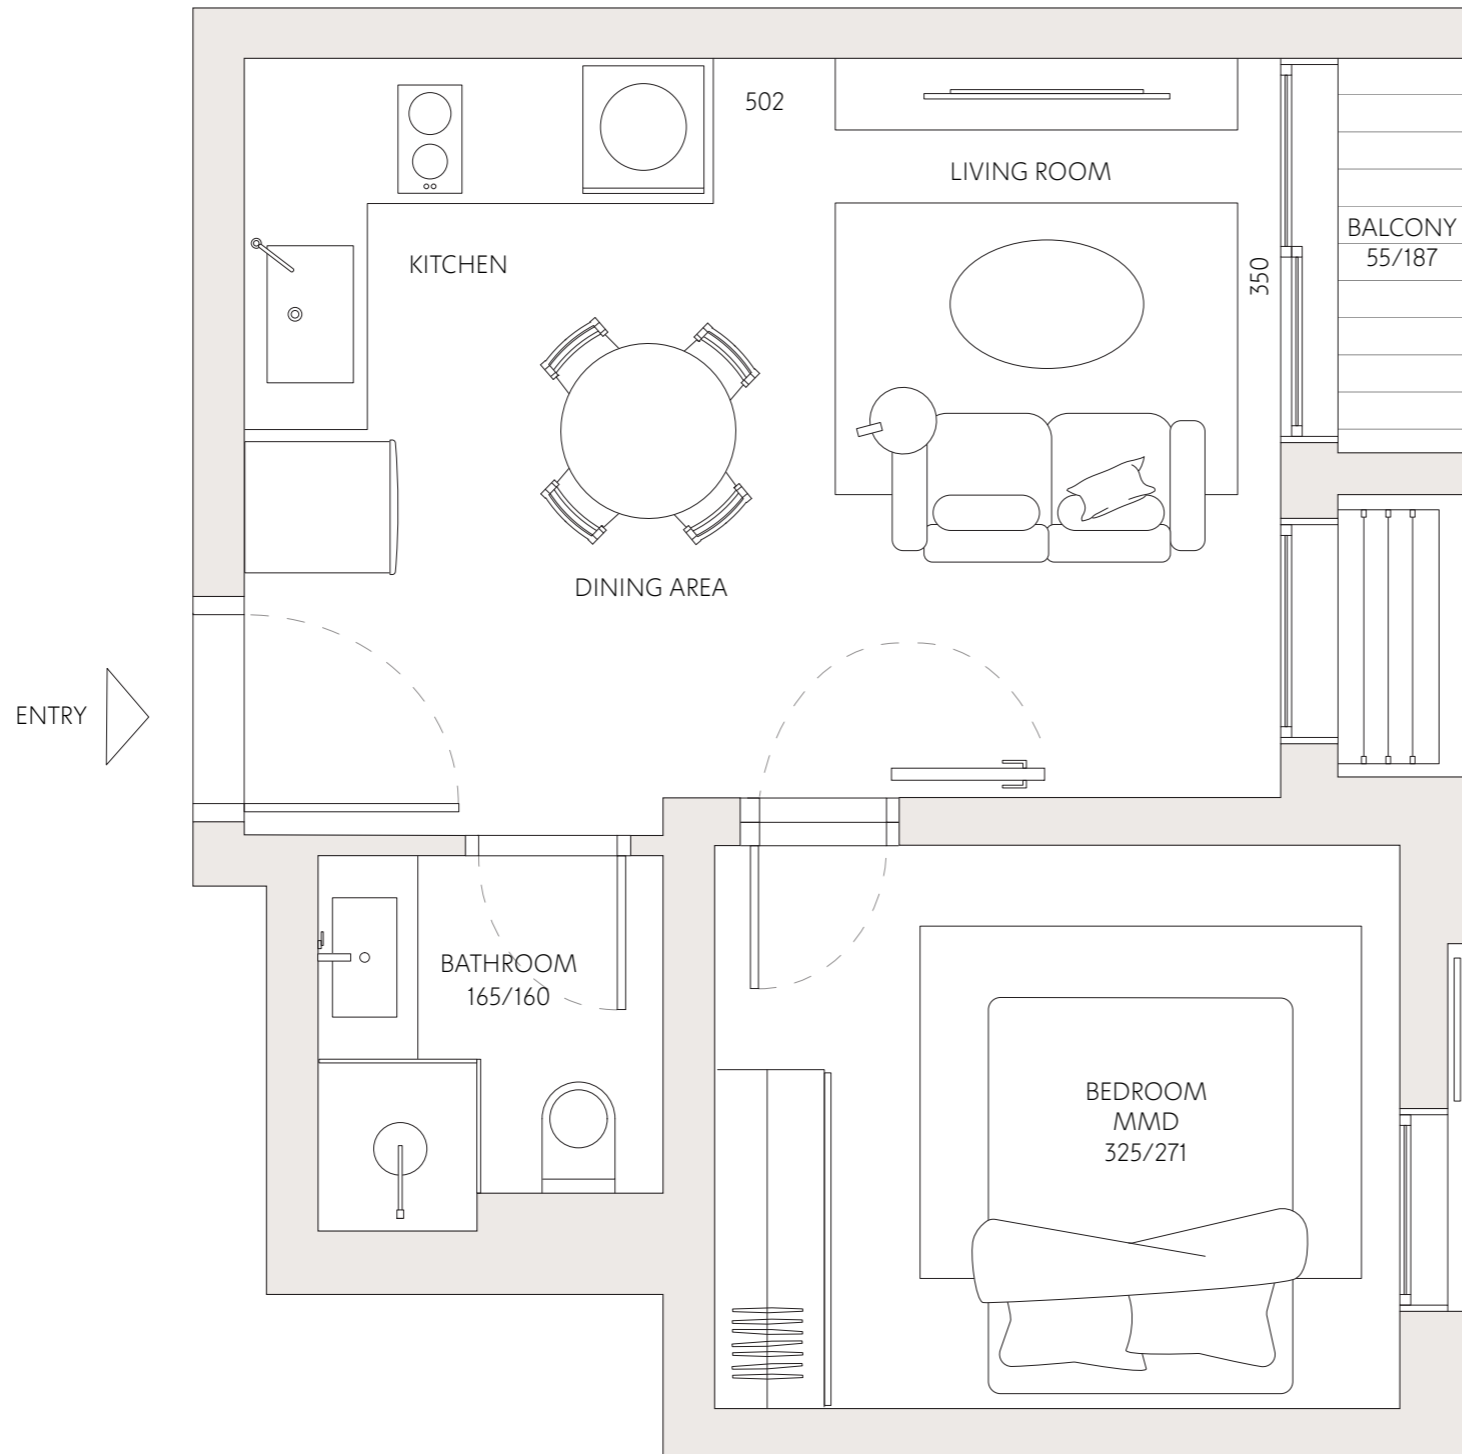 502
LIVING ROOM
BALCONY
55/187
KITCHEN
350
DINING AREA
ENTRY
BATHROOM
165/160
BEDROOM
MMD
325/271